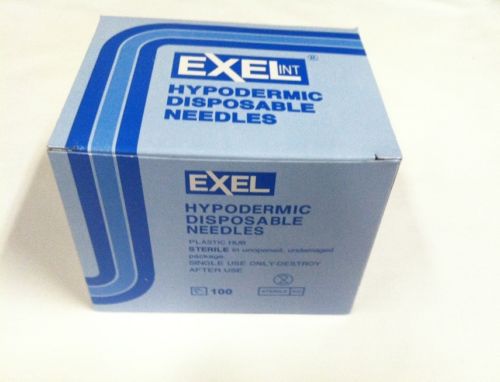 EXELINT®
HYPODERMIC
DISPOSABLE
NEEDLES
EXEL
HYPODERMIC
DISPOSABLE
NEEDLES
PLASTIC HUB
STERILE in unopened, undamaged
package.
SINGLE USE ONLY-DESTROY
AFTER USE
100
STERILE